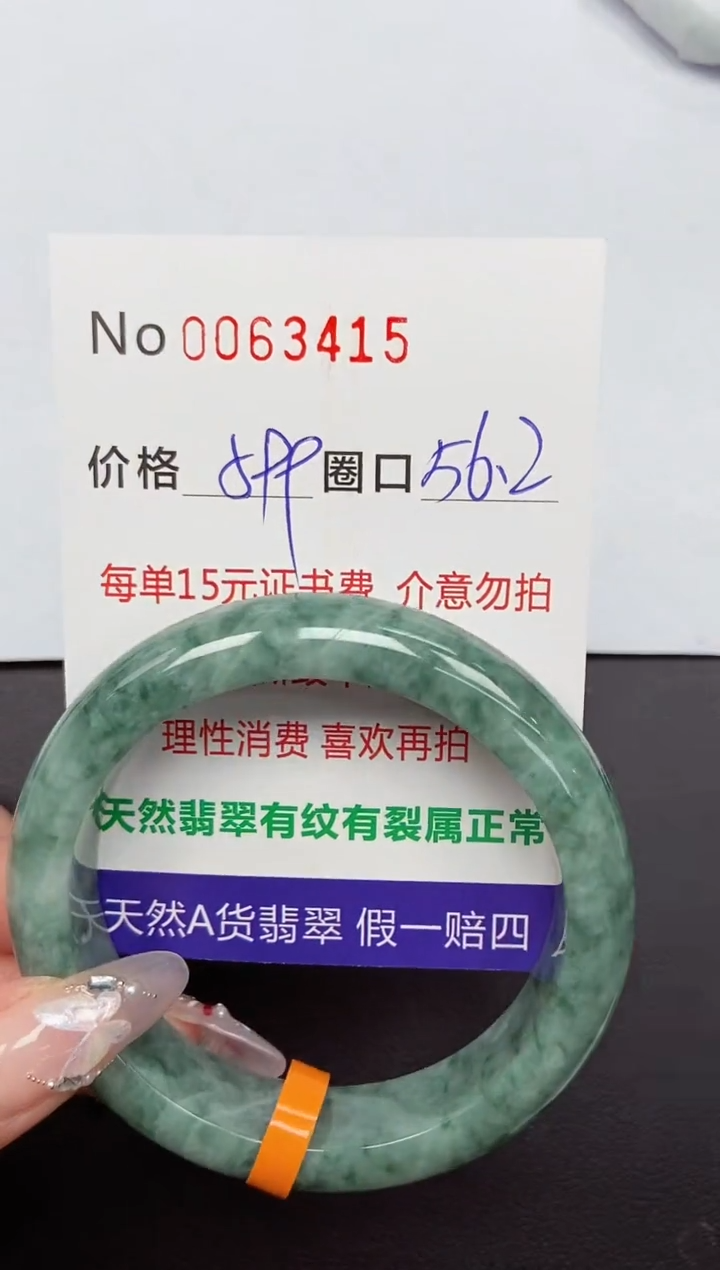 No 0063415
价格 599 圈口 56.2
每单15元证书费 介意勿拍
理性消费 喜欢再拍
天然翡翠有纹有裂属正常
天然A货翡翠 假一赔四